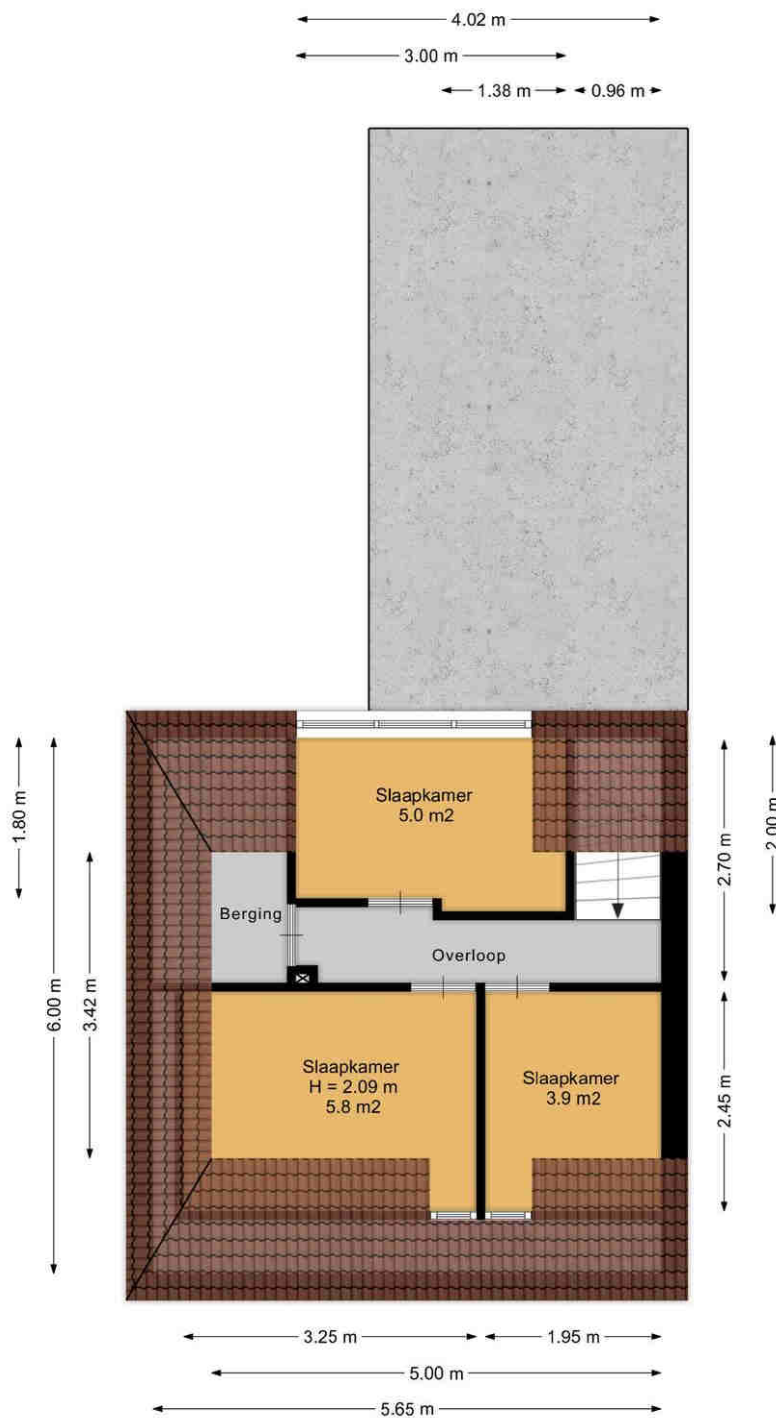 4.02 m
3.00 m
1.38 m
0.96 m
1.80 m
6.00 m
3.42 m
Slaapkamer
5.0 m2
Berging
Overloop
Slaapkamer
H = 2.09 m
5.8 m2
Slaapkamer
3.9 m2
2.00 m
2.70 m
2.45 m
3.25 m
1.95 m
5.00 m
5.65 m